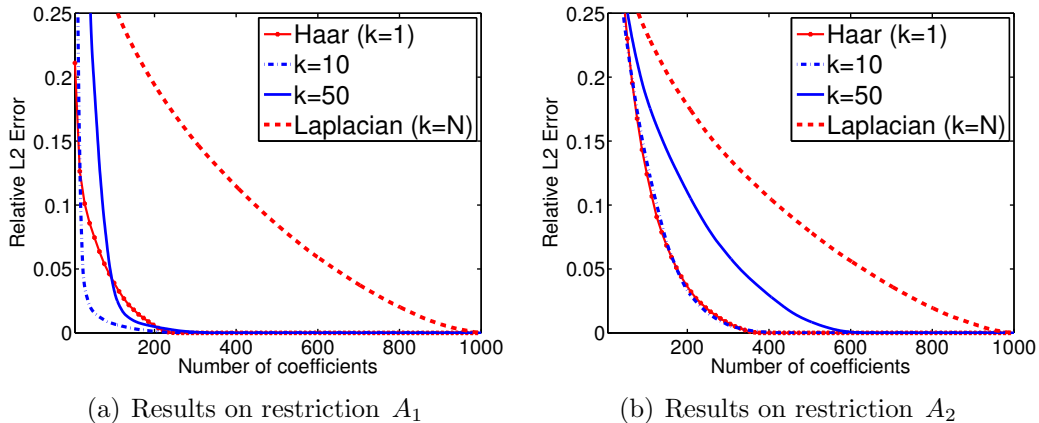 0.25
0.2
0.15
0.1
0.05
0
Relative L2 Error
200 400 600 800 1000
Number of coefficients
Haar (k=1)
k=10
k=50
Laplacian (k=N)
(a) Results on restriction A₁
0.25
0.2
0.15
0.1
0.05
0
Relative L2 Error
200 400 600 800 1000
Number of coefficients
Haar (k=1)
k=10
k=50
Laplacian (k=N)
(b) Results on restriction A₂